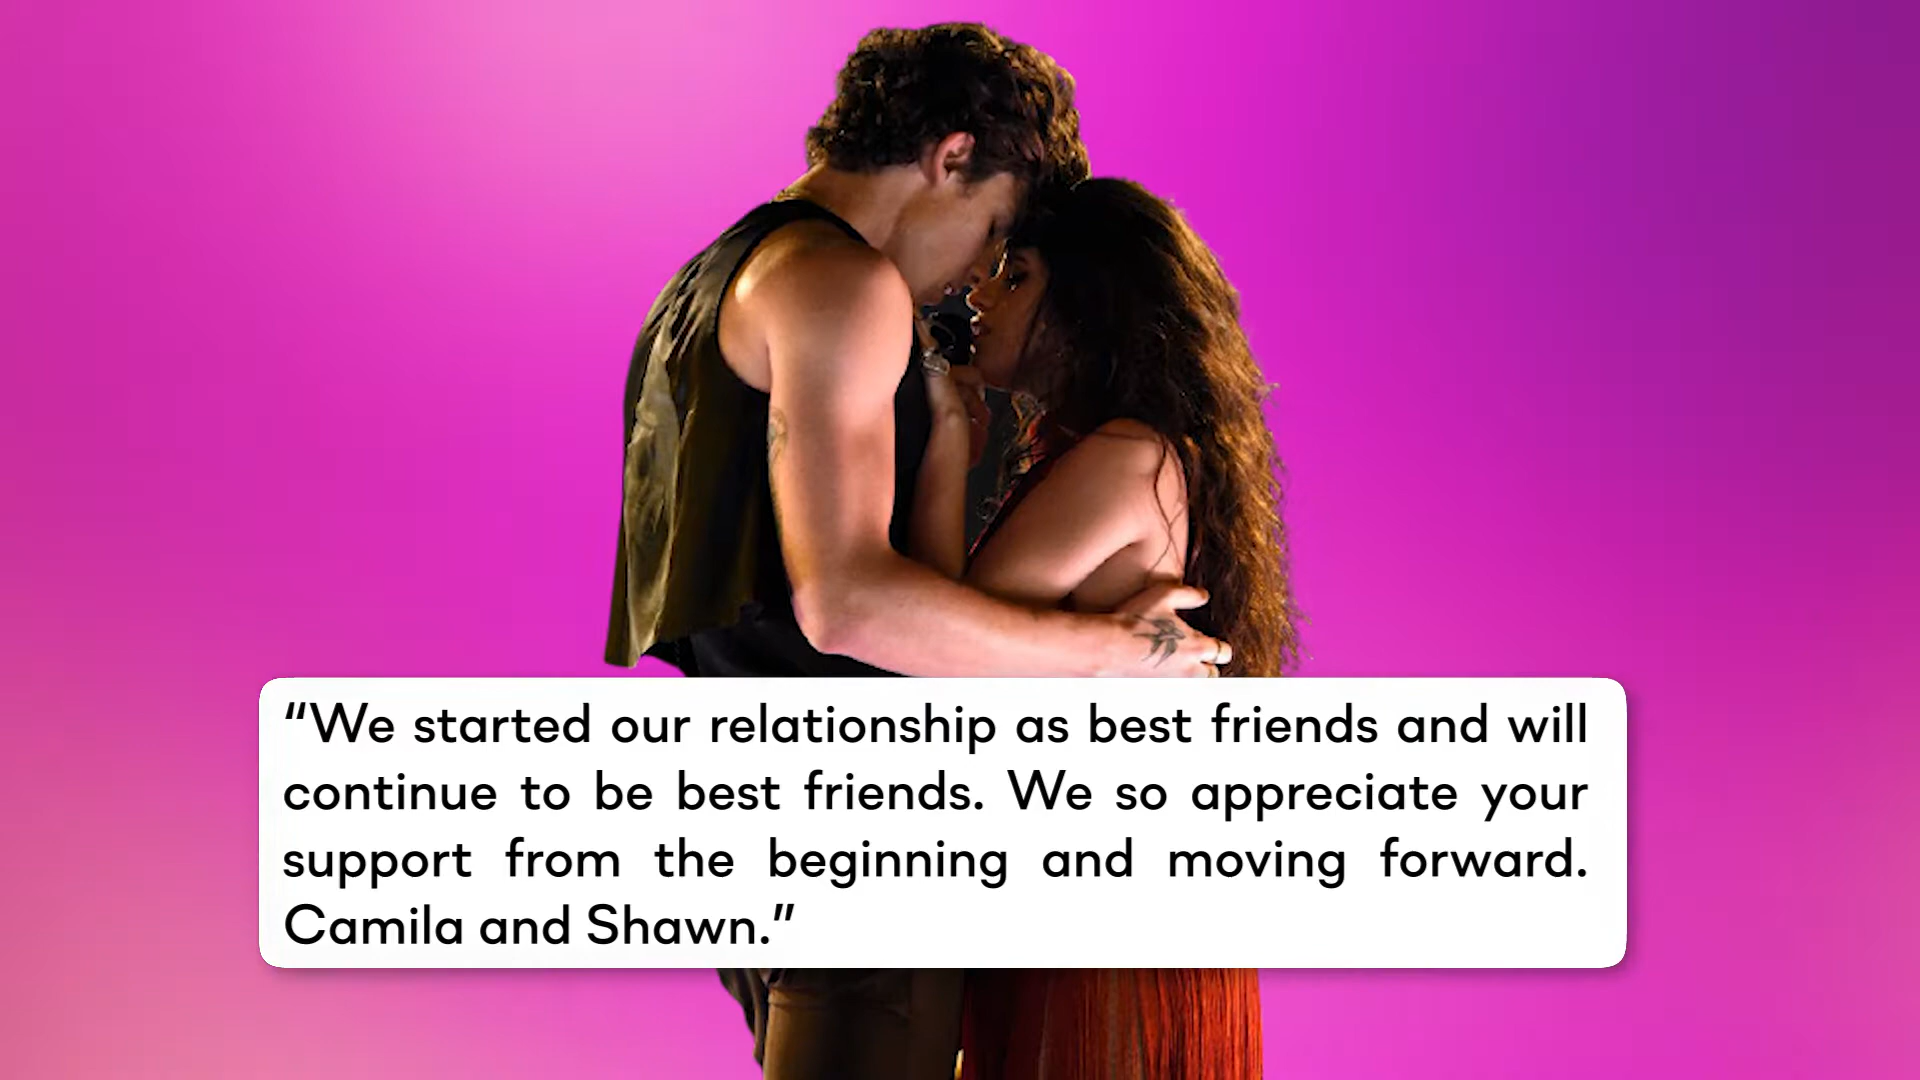 “We started our relationship as best friends and will
continue to be best friends. We so appreciate your
support from the beginning and moving forward.
Camila and Shawn.”